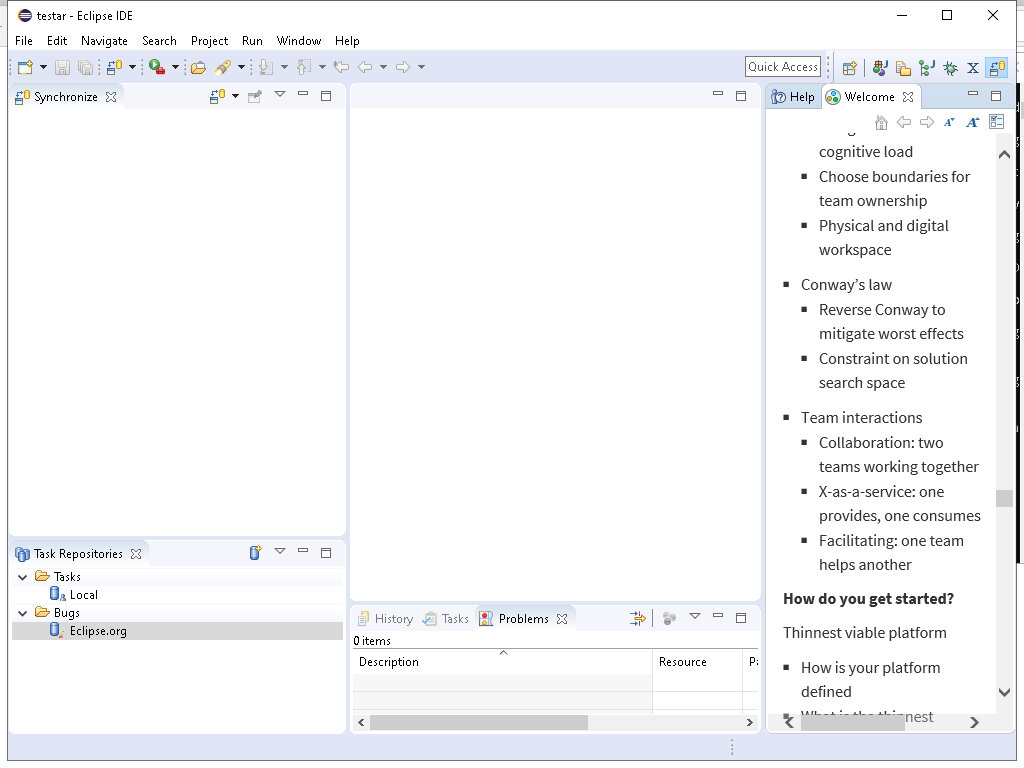 testar - Eclipse IDE
File Edit Navigate Search Project Run Window Help
Quick Access
Synchronize
Help Welcome
cognitive load
Choose boundaries for
team ownership
Physical and digital
workspace
Conway's law
Reverse Conway to
mitigate worst effects
Constraint on solution
search space
Team interactions
Collaboration: two
teams working together
X-as-a-service: one
provides, one consumes
Facilitating: one team
helps another
How do you get started?
Thinnest viable platform
How is your platform
defined
What is the thinnest
Task Repositories
Tasks
Local
Bugs
Eclipse.org
History Tasks Problems
0 items
Description Resource